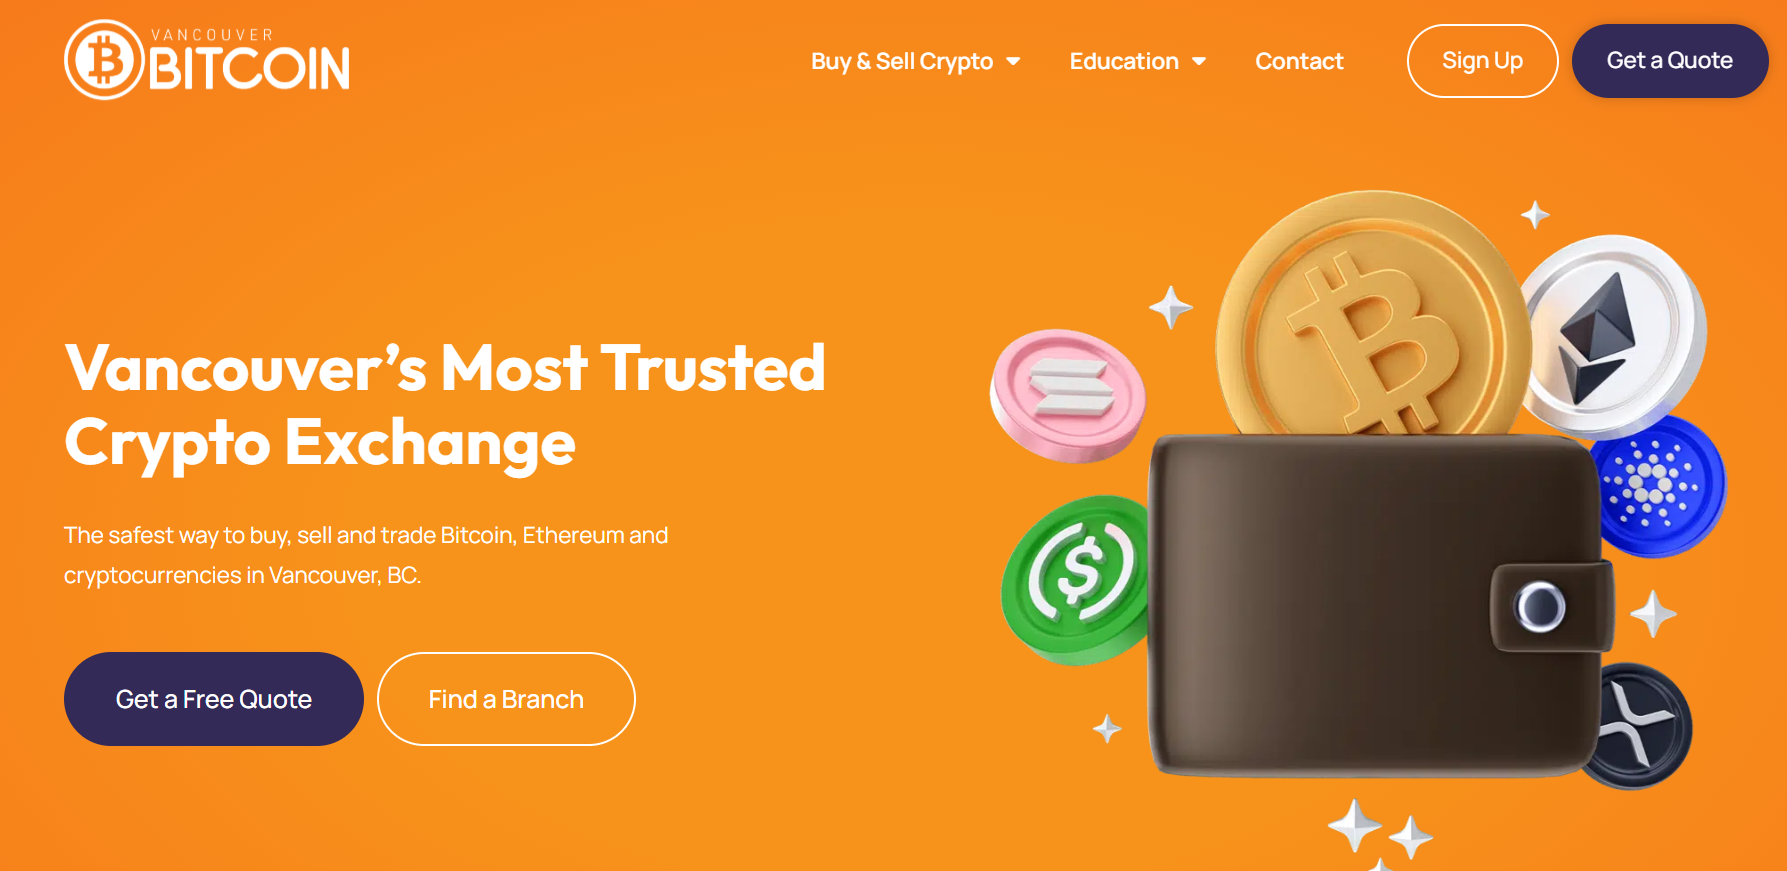 VANCOUVER
BITCOIN
Buy & Sell Crypto
Education
Contact
Sign Up
Get a Quote
Vancouver’s Most Trusted
Crypto Exchange
The safest way to buy, sell and trade Bitcoin, Ethereum and
cryptocurrencies in Vancouver, BC.
Get a Free Quote
Find a Branch